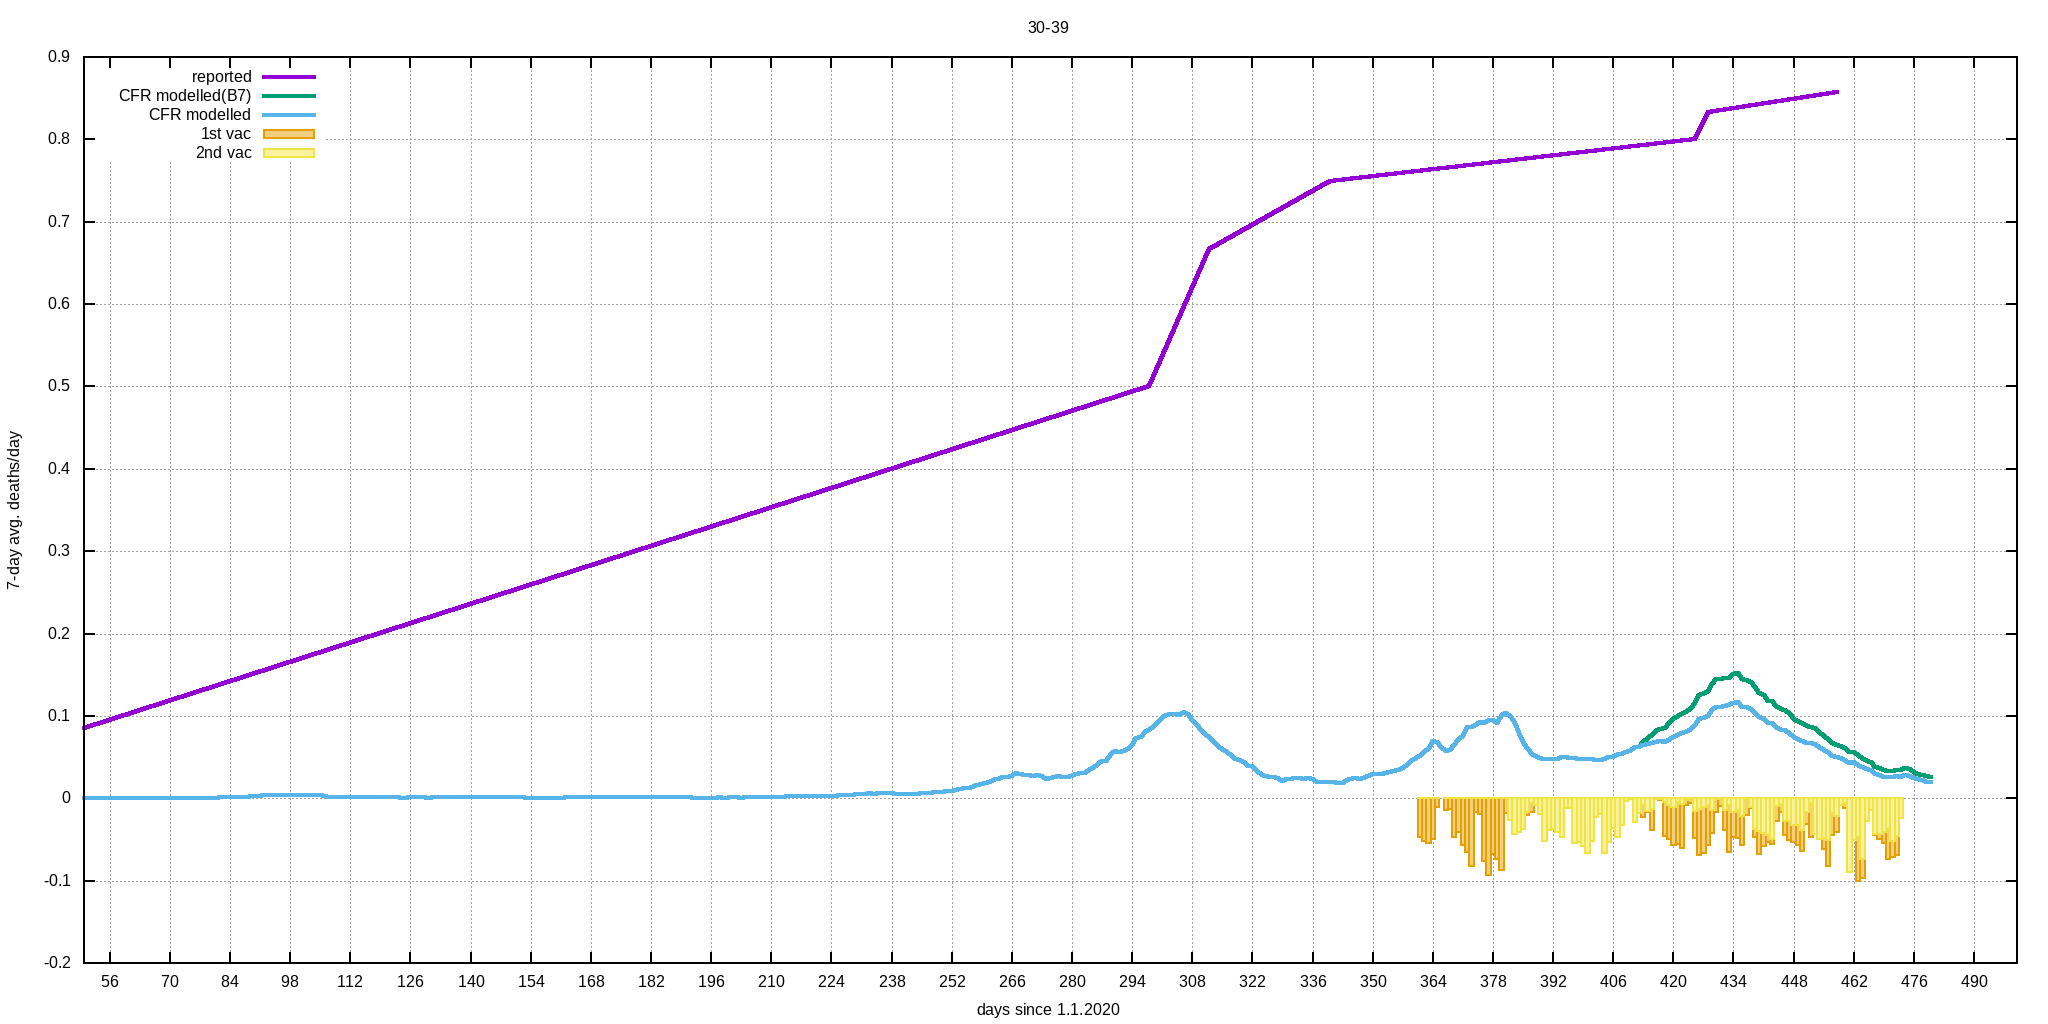 30-39
0.9
0.8
0.7
0.6
0.5
0.4
0.3
0.2
0.1
0
-0.1
-0.2
7-day avg. deaths/day
reported
CFR modelled(B7)
CFR modelled
1st vac
2nd vac
56 70 84 98 112 126 140 154 168 182 196 210 224 238 252 266 280 294 308 322 336 350 364 378 392 406 420 434 448 462 476 490
days since 1.1.2020